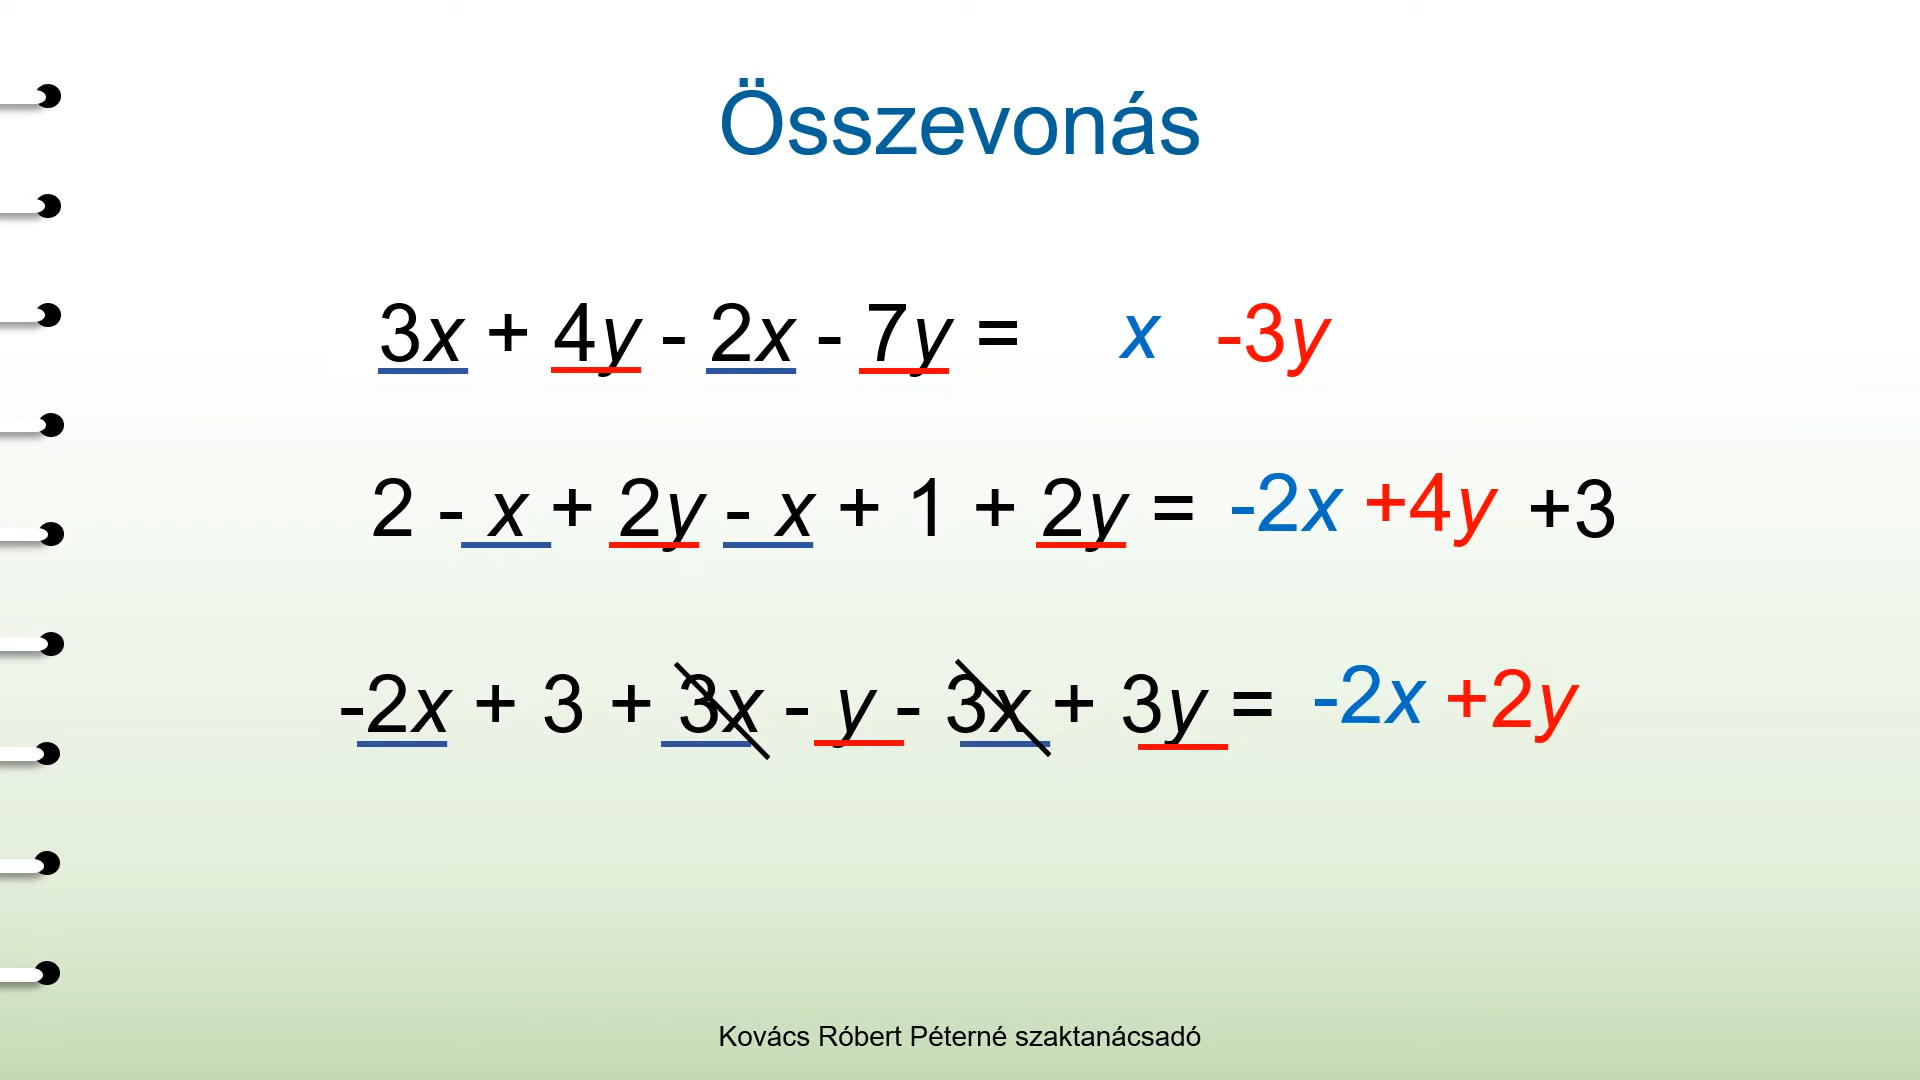 Összevonás
3x + 4y - 2x - 7y = x -3y
2 - x + 2y - x + 1 + 2y = -2x +4y +3
-2x + 3 + 3x - y - 3x + 3y = -2x +2y
Kovács Róbert Péterné szaktanácsadó